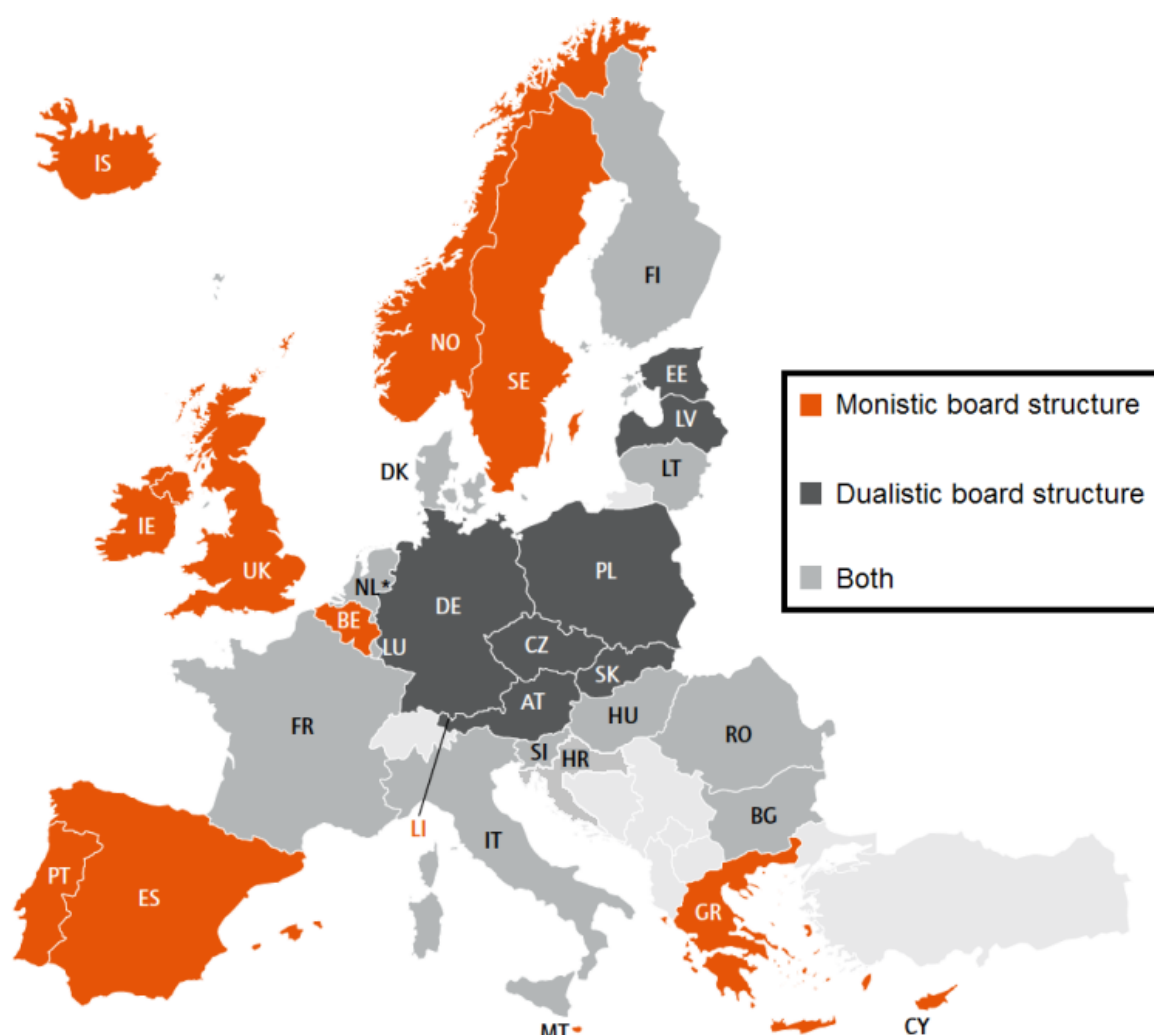 IS
FI
NO
SE
EE
Monistic board structure
LV
DK
LT
Dualistic board structure
IE
UK
NL*
DE
PL
Both
BE
LU
CZ
SK
AT
FR
HU
RO
SI
HR
LI
IT
BG
PT
ES
GR
MT
CY